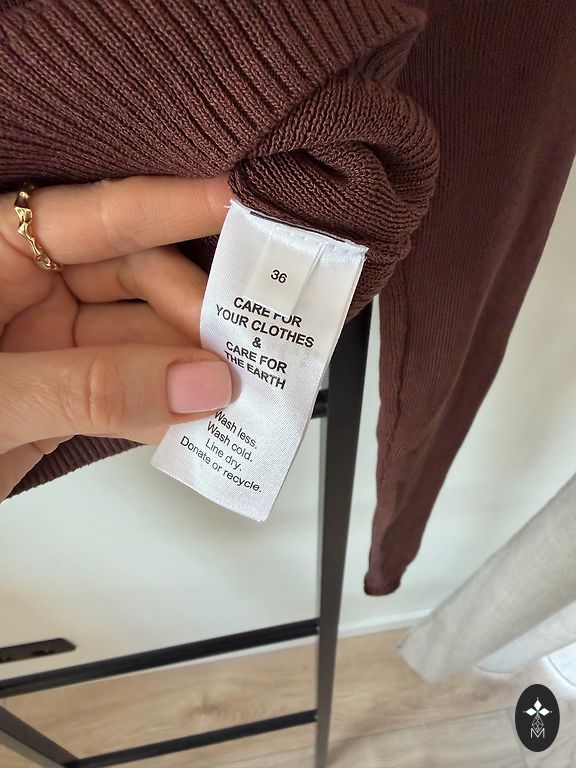 36
CARE FOR
YOUR CLOTHES
&
CARE FOR
THE EARTH
Wash less.
Wash cold.
Line dry.
Donate or recycle.
M